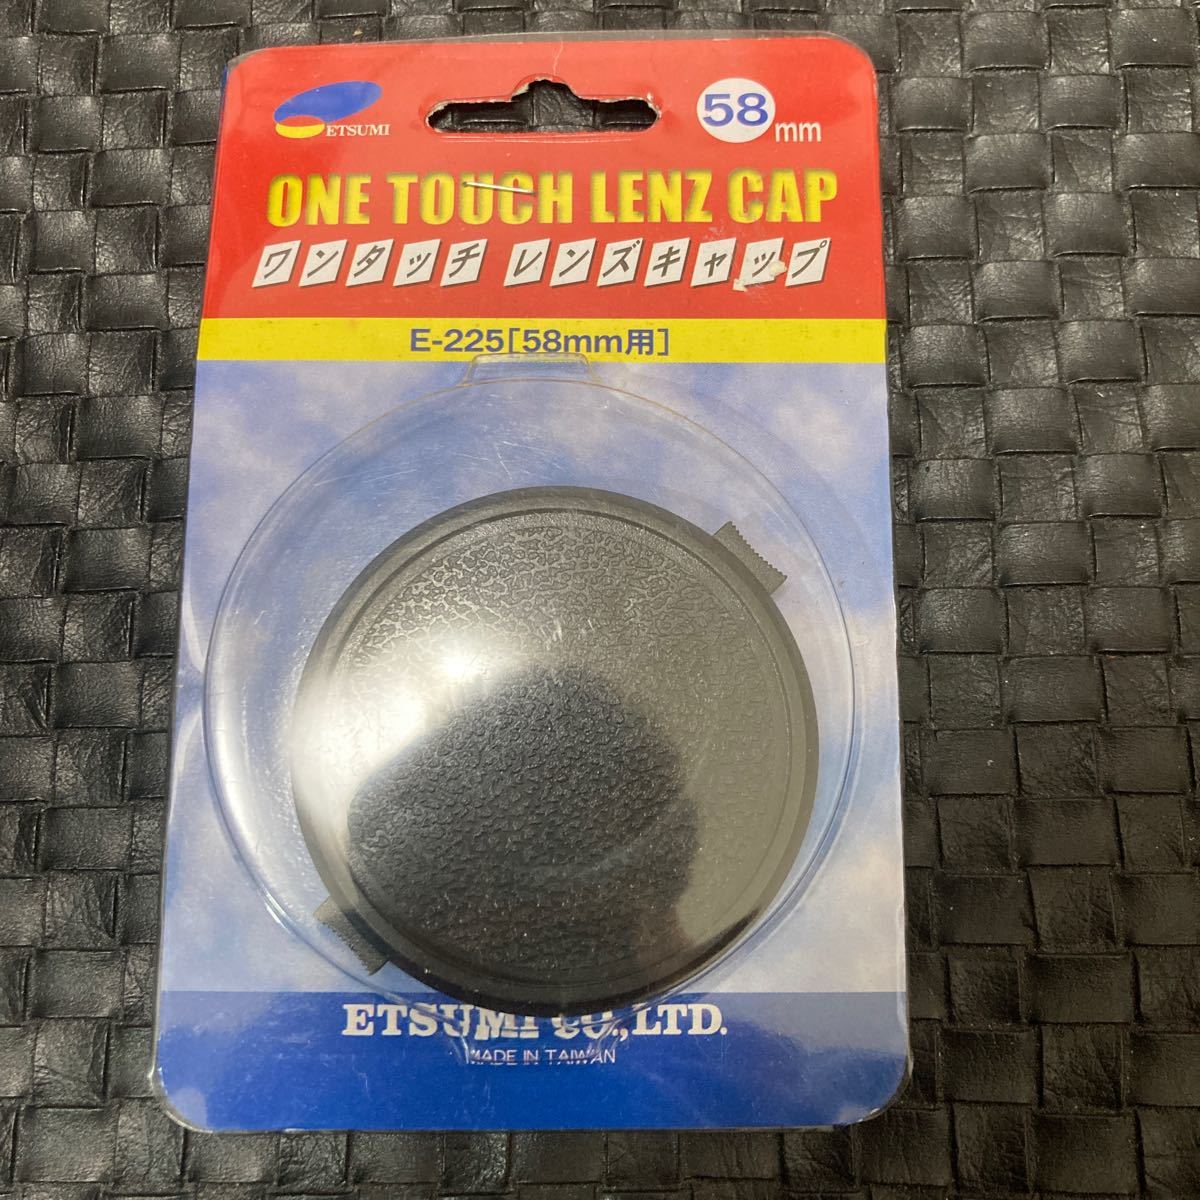 ETSUMI
58mm
ONE TOUCH LENZ CAP
ワンタッチ レンズキャップ
E-225[58mm用]
ETSUMI CO.,LTD.
MADE IN TAIWAN